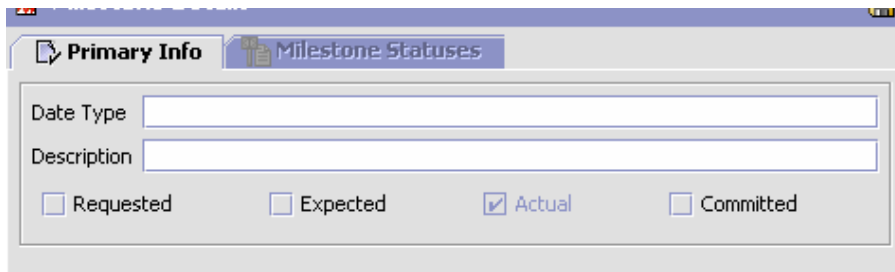 Primary Info
Milestone Statuses
Date Type
Description
Requested Expected Actual Committed